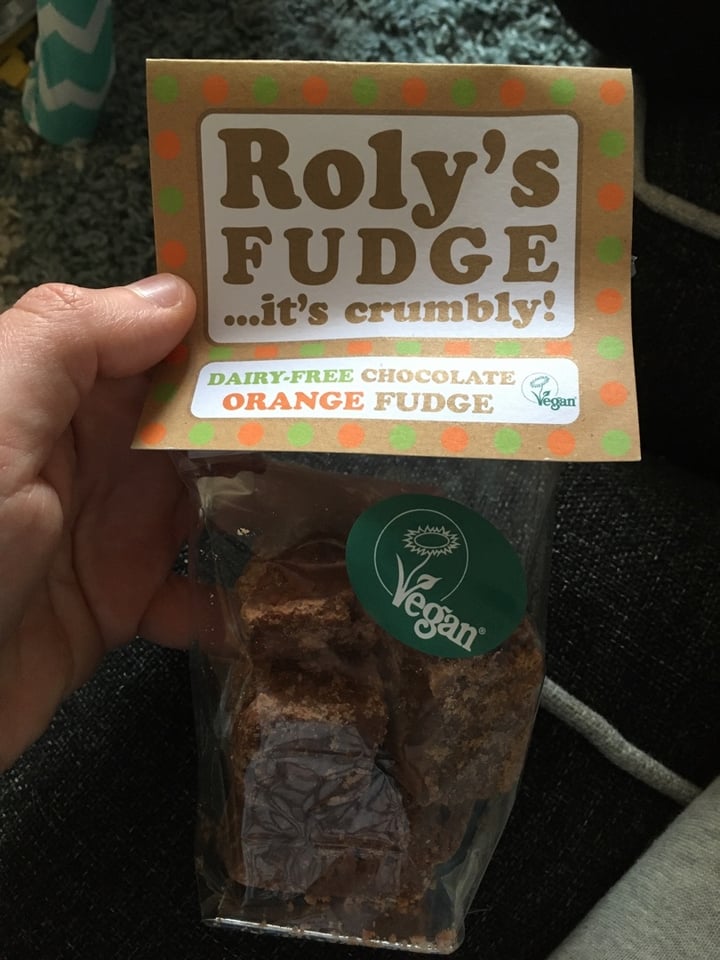 Roly's
FUDGE
...it's crumbly!
DAIRY-FREE CHOCOLATE
ORANGE FUDGE
Vegan
Vegan®